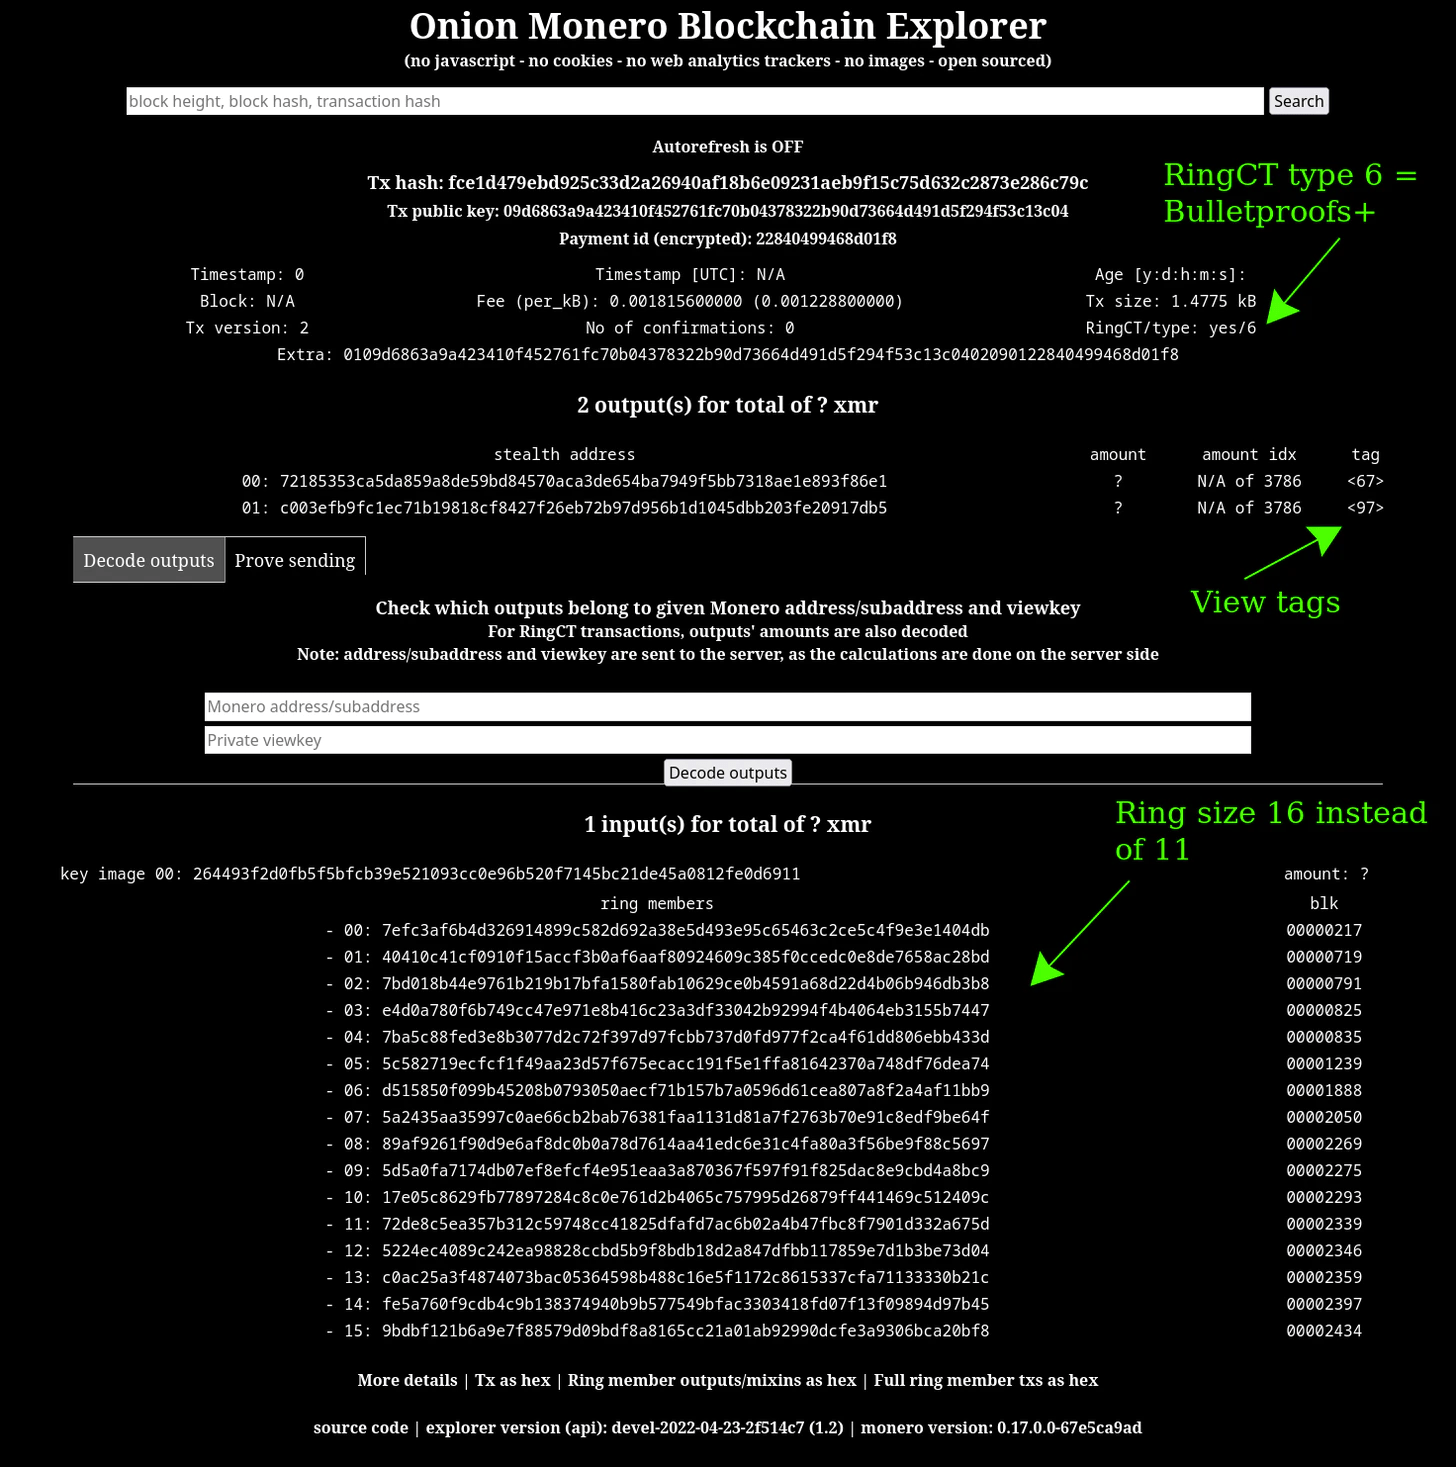 Onion Monero Blockchain Explorer
(no javascript - no cookies - no web analytics trackers - no images - open sourced)
block height, block hash, transaction hash Search
Autorefresh is OFF
Tx hash: fce1d479ebd925c33d2a26940af18b6e09231aeb9f15c75d632c2873e286c79c
Tx public key: 09d6863a9a423410f452761fc70b04378322b90d73664d491d5f294f53c13c04
Payment id (encrypted): 22840499468d01f8
RingCT type 6 =
Bulletproofs+
Timestamp: 0 Timestamp [UTC]: N/A Age [y:d:h:m:s]:
Block: N/A Fee (per_kB): 0.001815600000 (0.001228800000) Tx size: 1.4775 kB
Tx version: 2 No of confirmations: 0 RingCT/type: yes/6
Extra: 0109d6863a9a423410f452761fc70b04378322b90d73664d491d5f294f53c13c0402090122840499468d01f8
2 output(s) for total of ? xmr
stealth address amount amount idx tag
00: 72185353ca5da859a8de59bd84570aca3de654ba7949f5bb7318ae1e893f86e1 ? N/A of 3786 <67>
01: c003efb9fc1ec71b19818cf8427f26eb72b97d956b1d1045dbb203fe20917db5 ? N/A of 3786 <97>
Decode outputs Prove sending
View tags
Check which outputs belong to given Monero address/subaddress and viewkey
For RingCT transactions, outputs' amounts are also decoded
Note: address/subaddress and viewkey are sent to the server, as the calculations are done on the server side
Monero address/subaddress
Private viewkey
Decode outputs
Ring size 16 instead
of 11
1 input(s) for total of ? xmr
key image 00: 264493f2d0fb5f5bfcb39e521093cc0e96b520f7145bc21de45a0812fe0d6911 amount: ?
ring members blk
- 00: 7efc3af6b4d326914899c582d692a38e5d493e95c65463c2ce5c4f9e3e1404db 00000217
- 01: 40410c41cf0910f15accf3b0af6aaf80924609c385f0ccedc0e8de7658ac28bd 00000719
- 02: 7bd018b44e9761b219b17bfa1580fab10629ce0b4591a68d22d4b06b946db3b8 00000791
- 03: e4d0a780f6b749cc47e971e8b416c23a3df33042b92994f4b4064eb3155b7447 00000825
- 04: 7ba5c88fed3e8b3077d2c72f397d97fcbb737d0fd977f2ca4f61dd806ebb433d 00000835
- 05: 5c582719ecfcf1f49aa23d57f675ecacc191f5e1ffa81642370a748df76dea74 00001239
- 06: d515850f099b45208b0793050aecf71b157b7a0596d61cea807a8f2a4af11bb9 00001888
- 07: 5a2435aa35997c0ae66cb2bab76381faa1131d81a7f2763b70e91c8edf9be64f 00002050
- 08: 89af9261f90d9e6af8dc0b0a78d7614aa41edc6e31c4fa80a3f56be9f88c5697 00002269
- 09: 5d5a0fa7174db07ef8efcf4e951eaa3a870367f597f91f825dac8e9cbd4a8bc9 00002275
- 10: 17e05c8629fb77897284c8c0e761d2b4065c757995d26879ff441469c512409c 00002293
- 11: 72de8c5ea357b312c59748cc41825dfafd7ac6b02a4b47fbc8f7901d332a675d 00002339
- 12: 5224ec4089c242ea98828ccbd5b9f8bdb18d2a847dfbb117859e7d1b3be73d04 00002346
- 13: c0ac25a3f4874073bac05364598b488c16e5f1172c8615337cfa71133330b21c 00002359
- 14: fe5a760f9cdb4c9b138374940b9b577549bfac3303418fd07f13f09894d97b45 00002397
- 15: 9bdbf121b6a9e7f88579d09bdf8a8165cc21a01ab92990dcfe3a9306bca20bf8 00002434
More details | Tx as hex | Ring member outputs/mixins as hex | Full ring member txs as hex
source code | explorer version (api): devel-2022-04-23-2f514c7 (1.2) | monero version: 0.17.0.0-67e5ca9ad